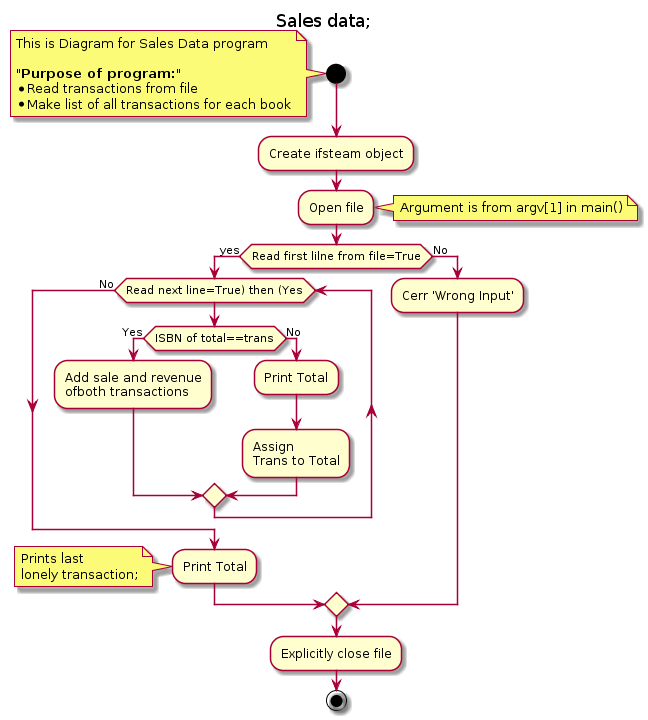 Sales data;
This is Diagram for Sales Data program
"Purpose of program:"
•Read transactions from file
•Make list of all transactions for each book
Create ifsteam object
Open file
Argument is from argv[1] in main()
yes
Read first lilne from file=True
No
No
Read next line=True) then (Yes
Cerr 'Wrong Input'
Yes
ISBN of total==trans
No
Add sale and revenue
ofboth transactions
Print Total
Assign
Trans to Total
Prints last
lonely transaction;
Print Total
Explicitly close file